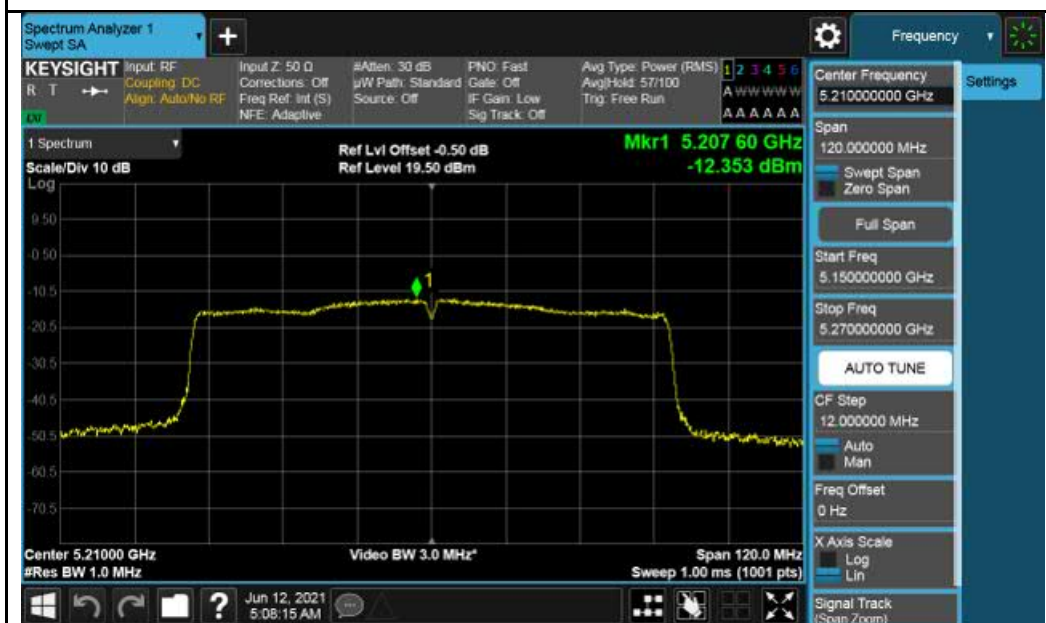 Spectrum Analyzer 1
Swept SA
+
Frequency
KEYSIGHT
R T
Input: RF
Coupling: DC
Align: Auto/No RF
Input Z: 50 Ω
Corrections: Off
Freq Ref: Int (S)
NFE: Adaptive
#Atten: 30 dB
µW Path: Standard
Source: Off
PNO: Fast
Gate: Off
IF Gain: Low
Sig Track: Off
Avg Type: Power (RMS)
Avg|Hold: 57/100
Trig: Free Run
1 2 3 4 5 6
A W W W W W
A A A A A A
1 Spectrum
Scale/Div 10 dB
Log
Ref Lvl Offset -0.50 dB
Ref Level 19.50 dBm
Mkr1 5.207 60 GHz
-12.353 dBm
9.50
-0.50
-10.5
-20.5
-30.5
-40.5
-50.5
-60.5
-70.5
1
Center 5.21000 GHz
#Res BW 1.0 MHz
Video BW 3.0 MHz*
Span 120.0 MHz
Sweep 1.00 ms (1001 pts)
?
Jun 12, 2021
5:08:15 AM
Center Frequency
5.210000000 GHz
Settings
Span
120.000000 MHz
Swept Span
Zero Span
Full Span
Start Freq
5.150000000 GHz
Stop Freq
5.270000000 GHz
AUTO TUNE
CF Step
12.000000 MHz
Auto
Man
Freq Offset
0 Hz
X Axis Scale
Log
Lin
Signal Track
(Span Zoom)